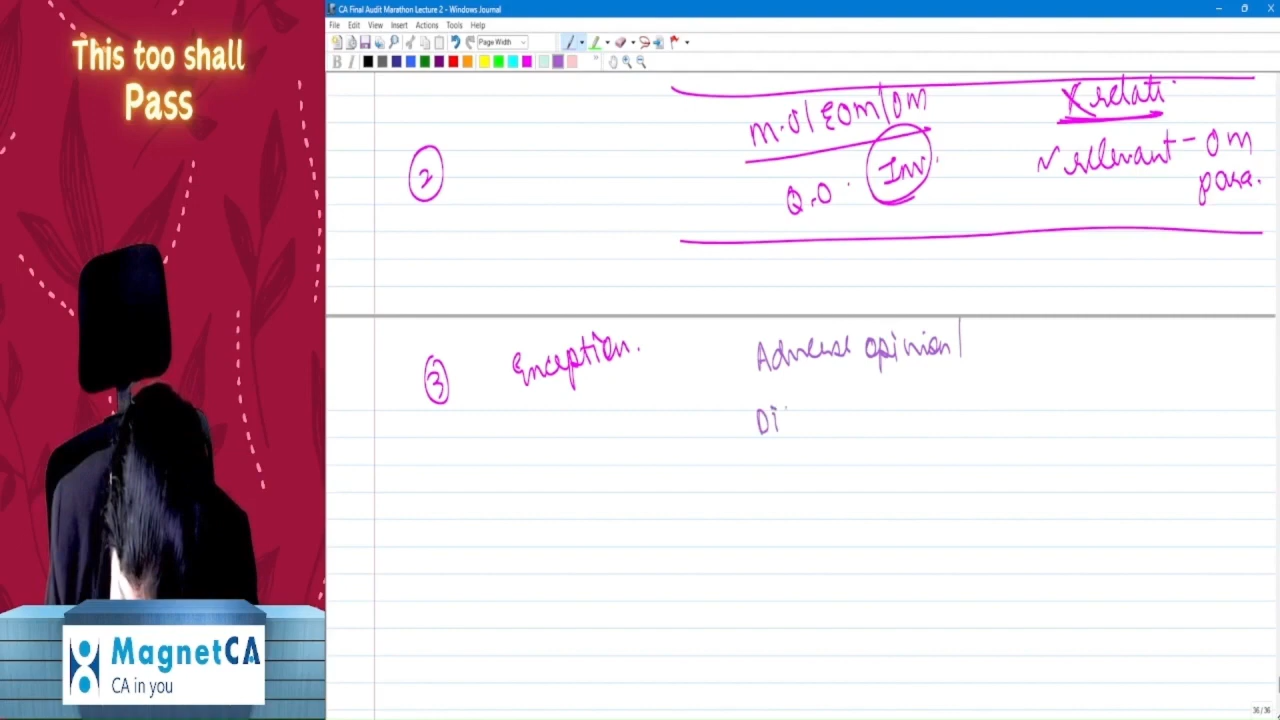 This too shall
Pass
CA Final Audit Marathon Lecture 2 - Windows Journal
File Edit View Insert Actions Tools Help
Page Width
B I
m.o/EOM/OM
X relati.
②
Q.O. Inv.
✓ relevant - OM
para.
③ Exception.
Adverse opinion/
Di
MagnetCA
CA in you
36/36